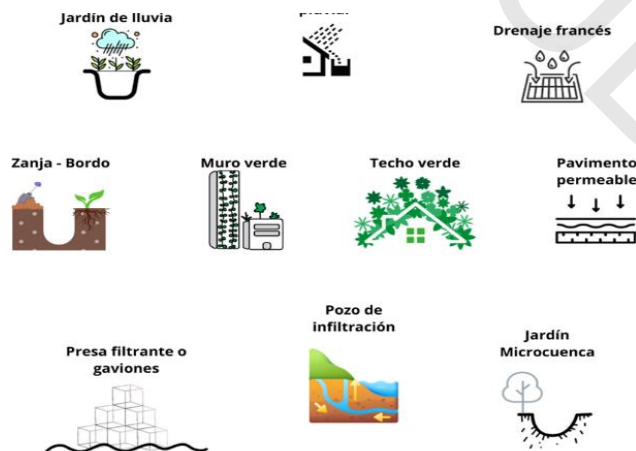 Jardín de lluvia
pluvial
Drenaje francés
Zanja - Bordo
Muro verde
Techo verde
Pavimento
permeable
Pozo de
infiltración
Presa filtrante o
gaviones
Jardín
Microcuenca